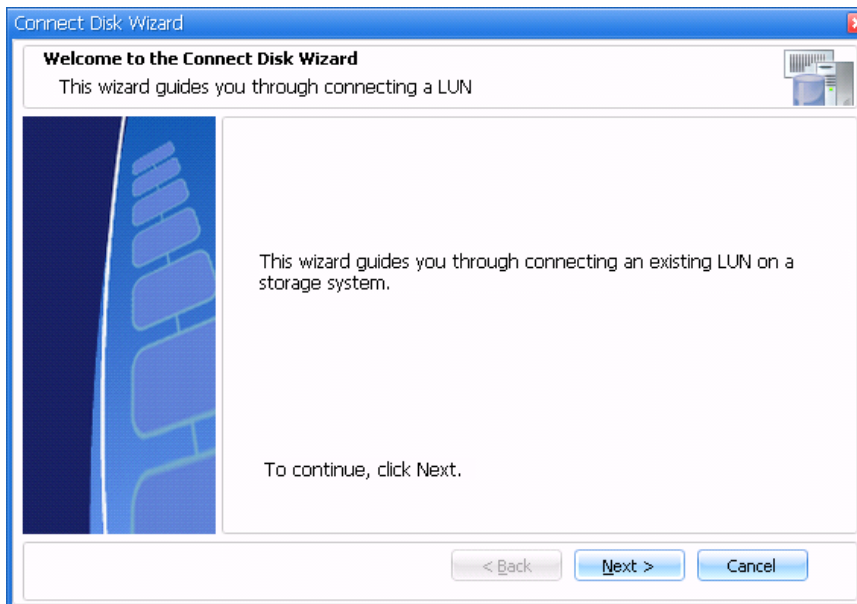 Connect Disk Wizard
Welcome to the Connect Disk Wizard
This wizard guides you through connecting a LUN
This wizard guides you through connecting an existing LUN on a
storage system.
To continue, click Next.
< Back
Next >
Cancel